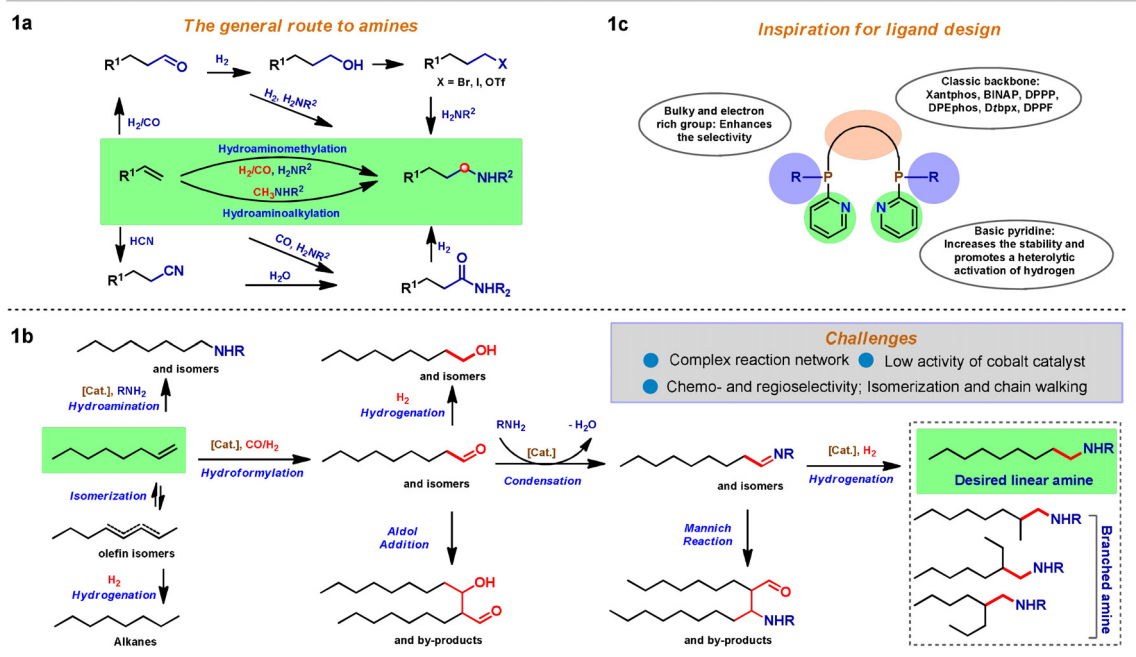 1a
The general route to amines
R¹
O
H₂
R¹
OH
R¹
X
X = Br, I, OTf
H₂/CO
H₂, H₂NR²
H₂NR²
Hydroaminomethylation
R¹
H₂/CO, H₂NR²
CH₃NHR²
Hydroaminoalkylation
R¹
NHR²
HCN
CO, H₂NR²
H₂
R¹
CN
H₂O
R¹
O
NHR₂
1c
Inspiration for ligand design
Bulky and electron
rich group: Enhances
the selectivity
Classic backbone:
Xantphos, BINAP, DPPP,
DPEphos, Dtbpx, DPPF
R
P
P
R
N
N
Basic pyridine:
Increases the stability and
promotes a heterolytic
activation of hydrogen
1b
NHR
and isomers
[Cat.], RNH₂
Hydroamination
OH
and isomers
H₂
Hydrogenation
Challenges
Complex reaction network
Low activity of cobalt catalyst
Chemo- and regioselectivity; Isomerization and chain walking
[Cat.], CO/H₂
Hydroformylation
O
and isomers
RNH₂
- H₂O
[Cat.]
Condensation
NR
and isomers
[Cat.], H₂
Hydrogenation
NHR
Desired linear amine
Isomerization
olefin isomers
H₂
Hydrogenation
Alkanes
Aldol
Addition
OH
O
and by-products
Mannich
Reaction
O
NHR
and by-products
NHR
NHR
NHR
Branched amine